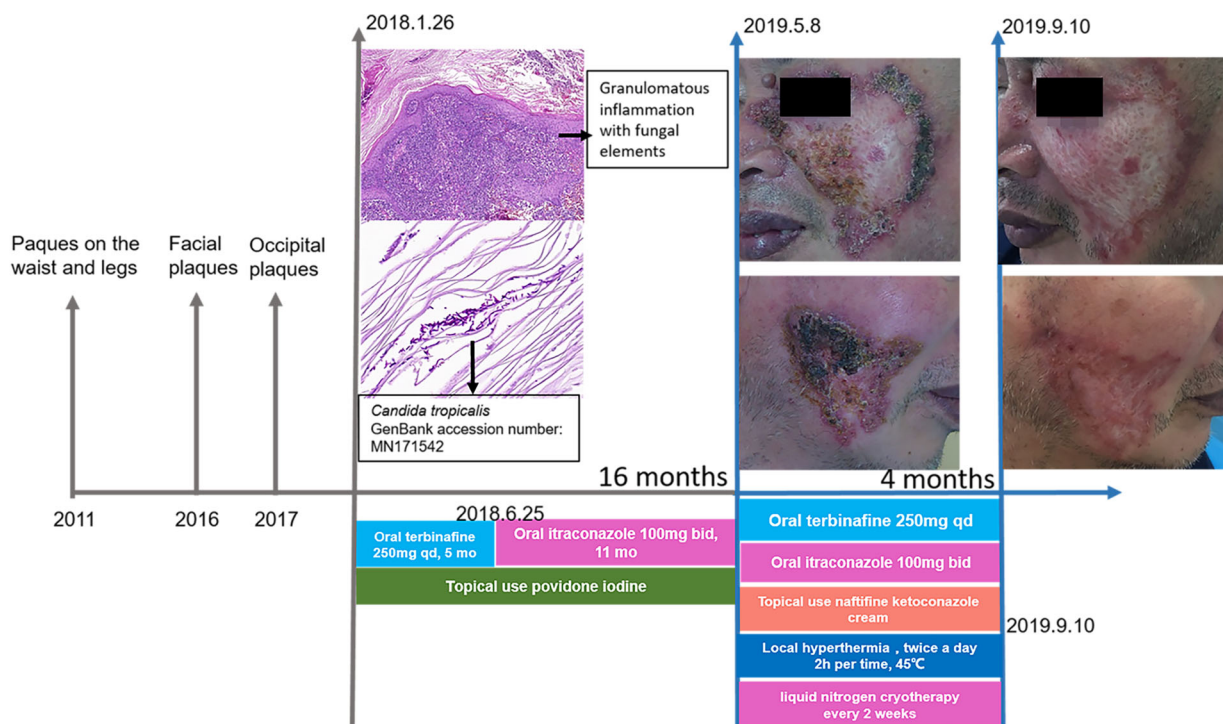 2018.1.26
2019.5.8
2019.9.10
Granulomatous
inflammation
with fungal
elements
Paques on the
waist and legs
Facial
plaques
Occipital
plaques
Candida tropicalis
GenBank accession number:
MN171542
16 months
4 months
2011
2016
2017
2018.6.25
Oral terbinafine
250mg qd, 5 mo
Oral itraconazole 100mg bid,
11 mo
Topical use povidone iodine
Oral terbinafine 250mg qd
Oral itraconazole 100mg bid
Topical use naftifine ketoconazole
cream
2019.9.10
Local hyperthermia , twice a day
2h per time, 45℃
liquid nitrogen cryotherapy
every 2 weeks